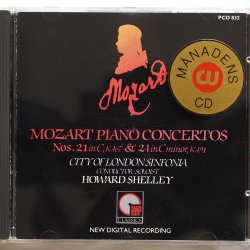 PCD 832
Mozart
MÅNADENS
CD
MOZART PIANO CONCERTOS
Nos. 21 in C, K.467 & 24 in C minor, K.491
CITY OF LONDON SINFONIA
CONDUCTOR/SOLOIST
HOWARD SHELLEY
CLASSICS
NEW DIGITAL RECORDING